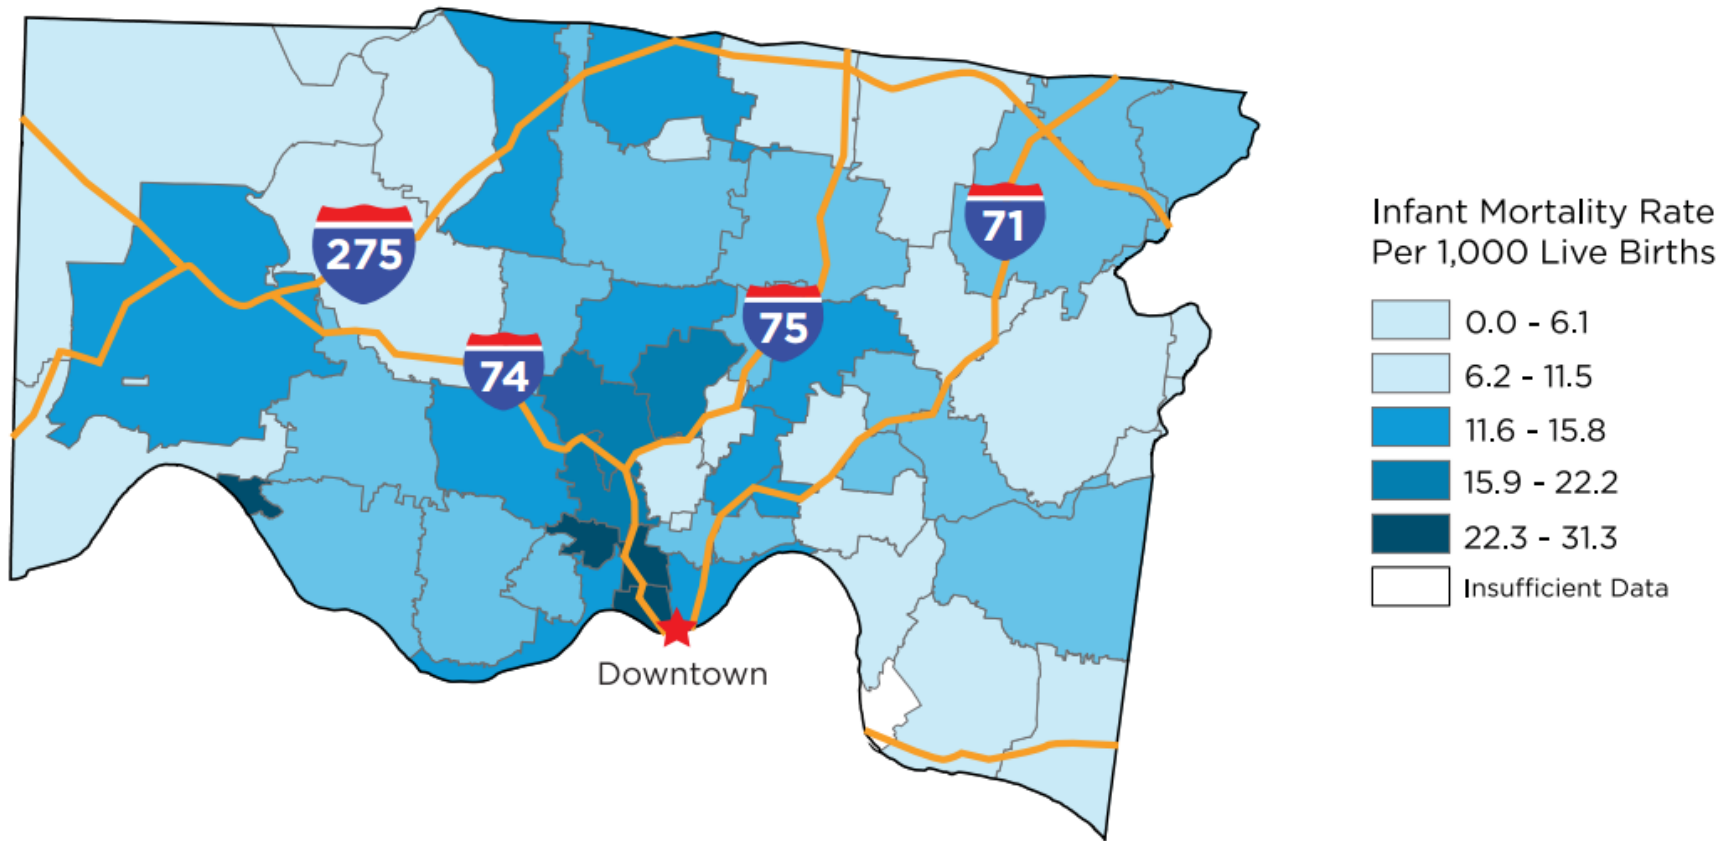 275
71
75
74
Downtown
Infant Mortality Rate
Per 1,000 Live Births
0.0 - 6.1
6.2 - 11.5
11.6 - 15.8
15.9 - 22.2
22.3 - 31.3
Insufficient Data